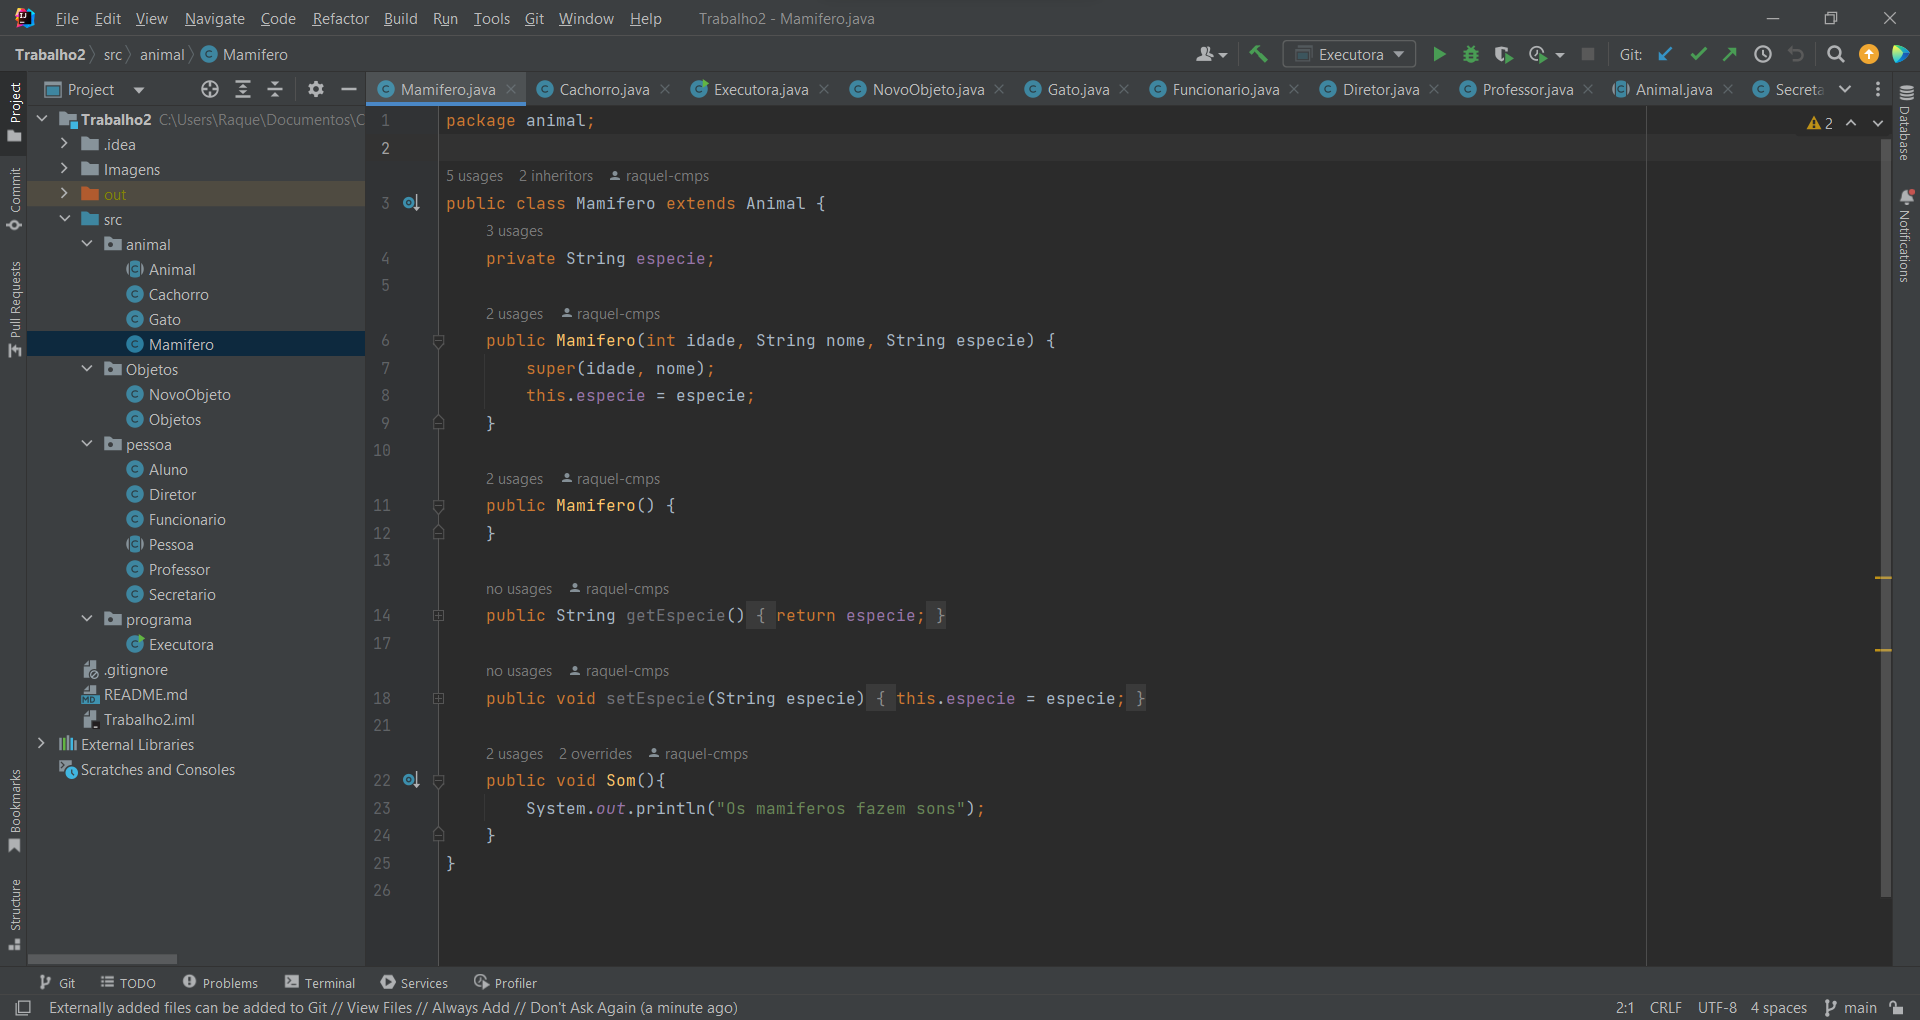 File Edit View Navigate Code Refactor Build Run Tools Git Window Help Trabalho2 - Mamifero.java
Trabalho2 src animal Mamifero Executora Git:
Project Mamifero.java Cachorro.java Executora.java NovoObjeto.java Gato.java Funcionario.java Diretor.java Professor.java Animal.java Secreta
Project
Commit
Pull Requests
Bookmarks
Structure
Trabalho2 C:\Users\Raque\Documentos\C
.idea
Imagens
out
src
animal
Animal
Cachorro
Gato
Mamifero
Objetos
NovoObjeto
Objetos
pessoa
Aluno
Diretor
Funcionario
Pessoa
Professor
Secretario
programa
Executora
.gitignore
README.md
Trabalho2.iml
External Libraries
Scratches and Consoles
1 package animal;
2
5 usages 2 inheritors raquel-cmps
3 public class Mamifero extends Animal {
3 usages
4 private String especie;
5
2 usages raquel-cmps
6 public Mamifero(int idade, String nome, String especie) {
7 super(idade, nome);
8 this.especie = especie;
9 }
10
2 usages raquel-cmps
11 public Mamifero() {
12 }
13
no usages raquel-cmps
14 public String getEspecie() { return especie; }
17
no usages raquel-cmps
18 public void setEspecie(String especie) { this.especie = especie; }
21
2 usages 2 overrides raquel-cmps
22 public void Som(){
23 System.out.println("Os mamiferos fazem sons");
24 }
25 }
26
2
Database
Notifications
Git TODO Problems Terminal Services Profiler
Externally added files can be added to Git // View Files // Always Add // Don't Ask Again (a minute ago) 2:1 CRLF UTF-8 4 spaces main